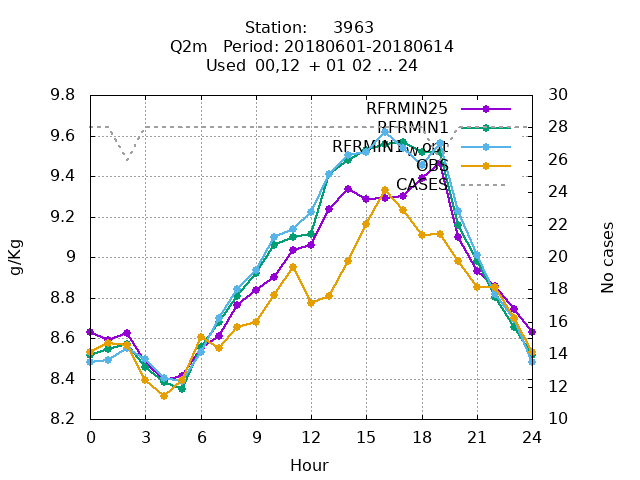 Station: 3963
Q2m Period: 20180601-20180614
Used 00,12 + 01 02 ... 24
9.8
9.6
9.4
9.2
9
8.8
8.6
8.4
8.2
30
28
26
24
22
20
18
16
14
12
10
RFRMIN25
RFRMIN1
RFRMIN1_w_oat
OBS
CASES
g/Kg
No cases
0 3 6 9 12 15 18 21 24
Hour